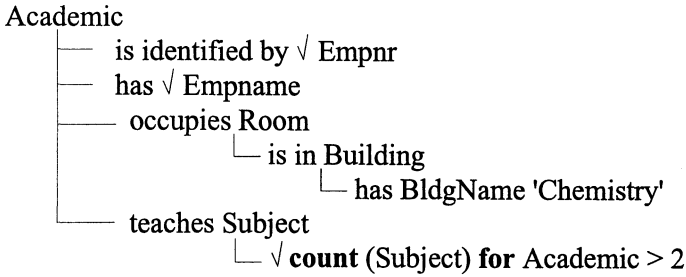 Academic
is identified by √ Empnr
has √ Empname
occupies Room
is in Building
has BldgName 'Chemistry'
teaches Subject
√ count (Subject) for Academic > 2